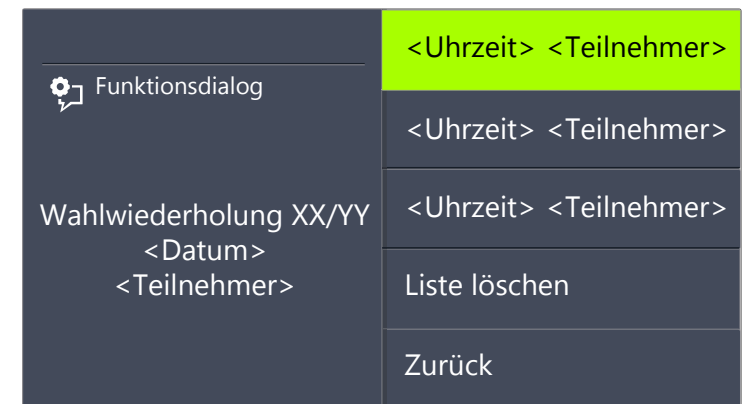 Funktionsdialog
Wahlwiederholung XX/YY
<Datum>
<Teilnehmer>
<Uhrzeit> <Teilnehmer>
<Uhrzeit> <Teilnehmer>
<Uhrzeit> <Teilnehmer>
Liste löschen
Zurück